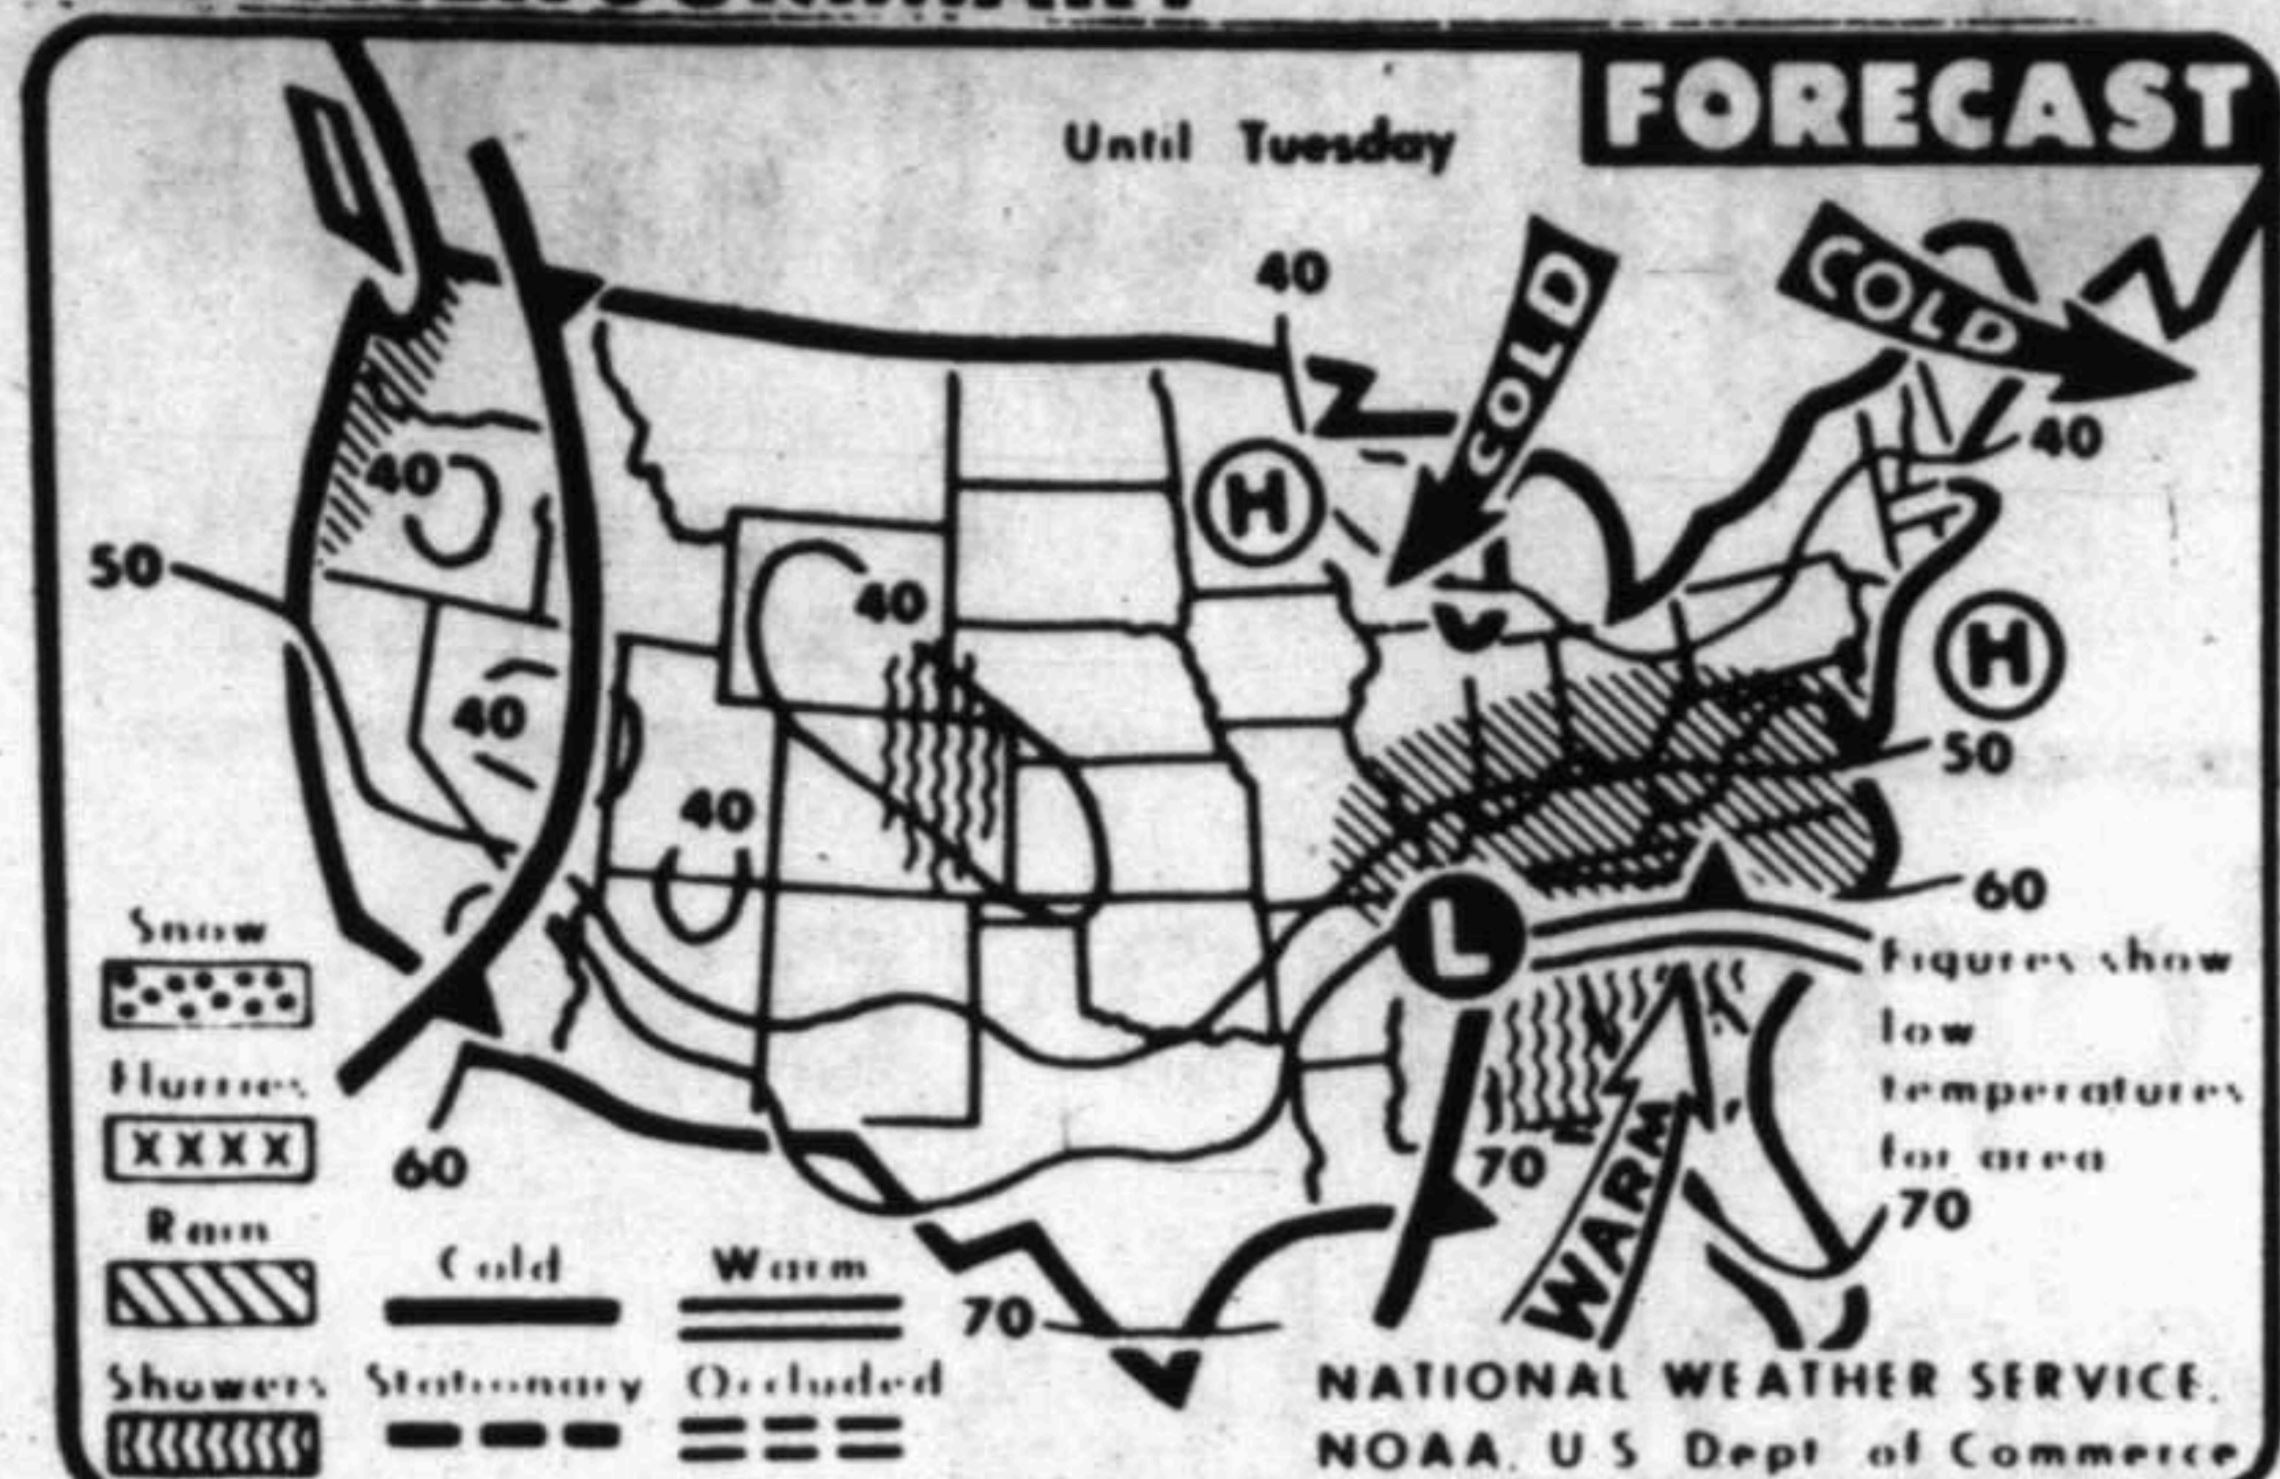 FORECAST
Until Tuesday
COLD
COLD
40
40
H
40
50
40
H
40
50
40
60
L
Figures show
low
temperatures
for area
Snow
Flurries
XXXX
Rain
Showers
60
Cold
Warm
Stationary
Occluded
70
WARM
70
70
NATIONAL WEATHER SERVICE,
NOAA, U S Dept of Commerce